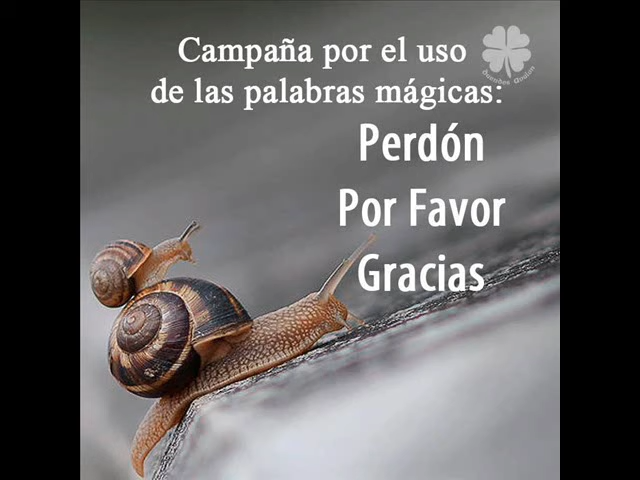 Campaña por el uso
de las palabras mágicas:
Perdón
Por Favor
Gracias